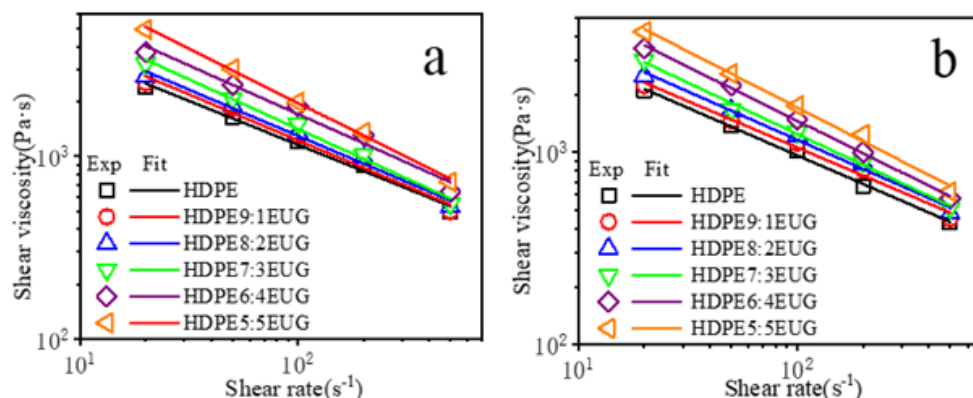 a
Shear viscosity(Pa·s)
10³
10²
Exp Fit
HDPE
HDPE9:1EUG
HDPE8:2EUG
HDPE7:3EUG
HDPE6:4EUG
HDPE5:5EUG
10¹ 10²
Shear rate(s⁻¹)
b
Shear viscosity(Pa·s)
10³
10²
Exp Fit
HDPE
HDPE9:1EUG
HDPE8:2EUG
HDPE7:3EUG
HDPE6:4EUG
HDPE5:5EUG
10¹ 10²
Shear rate(s⁻¹)